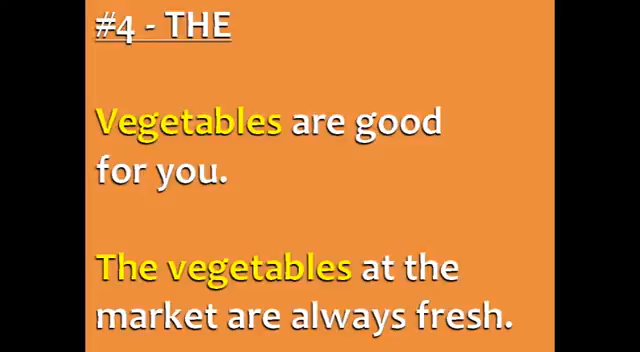 #4 - THE
Vegetables are good
for you.
The vegetables at the
market are always fresh.